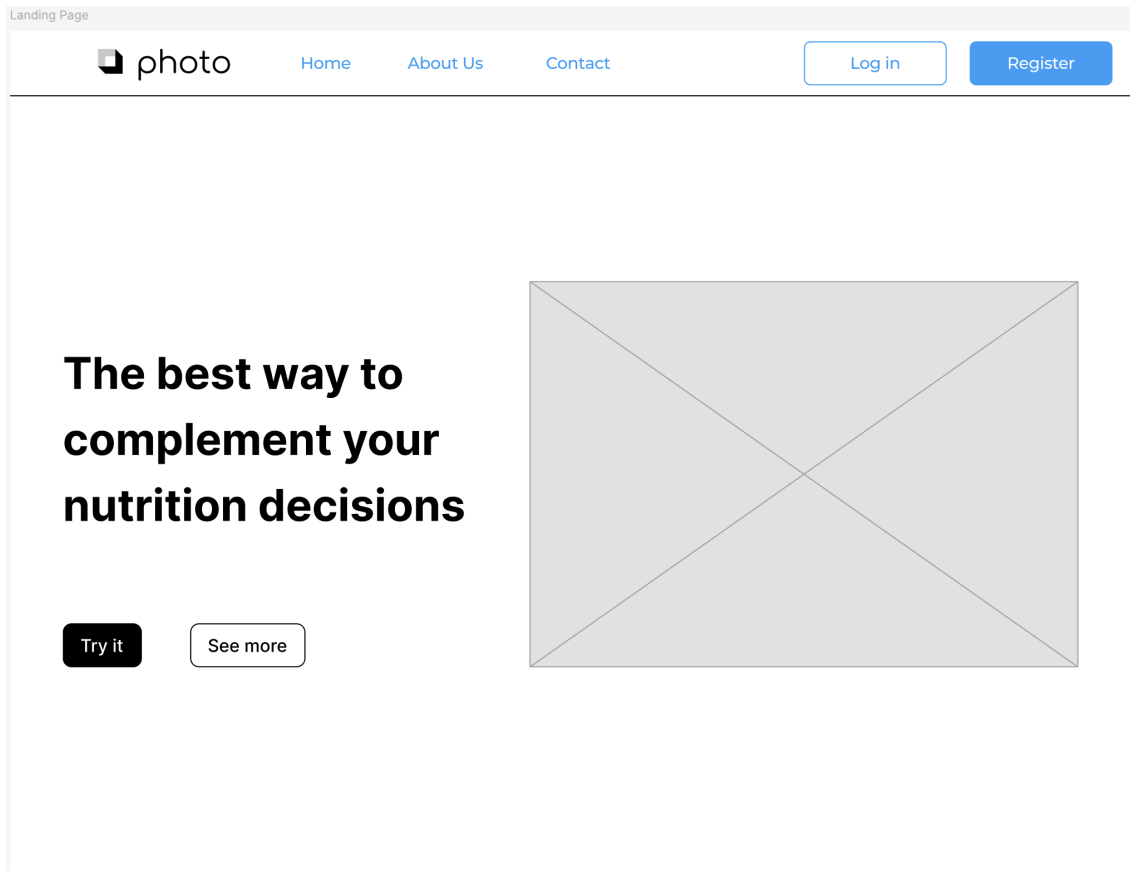 Landing Page
photo
Home
About Us
Contact
Log in
Register
The best way to
complement your
nutrition decisions
Try it
See more